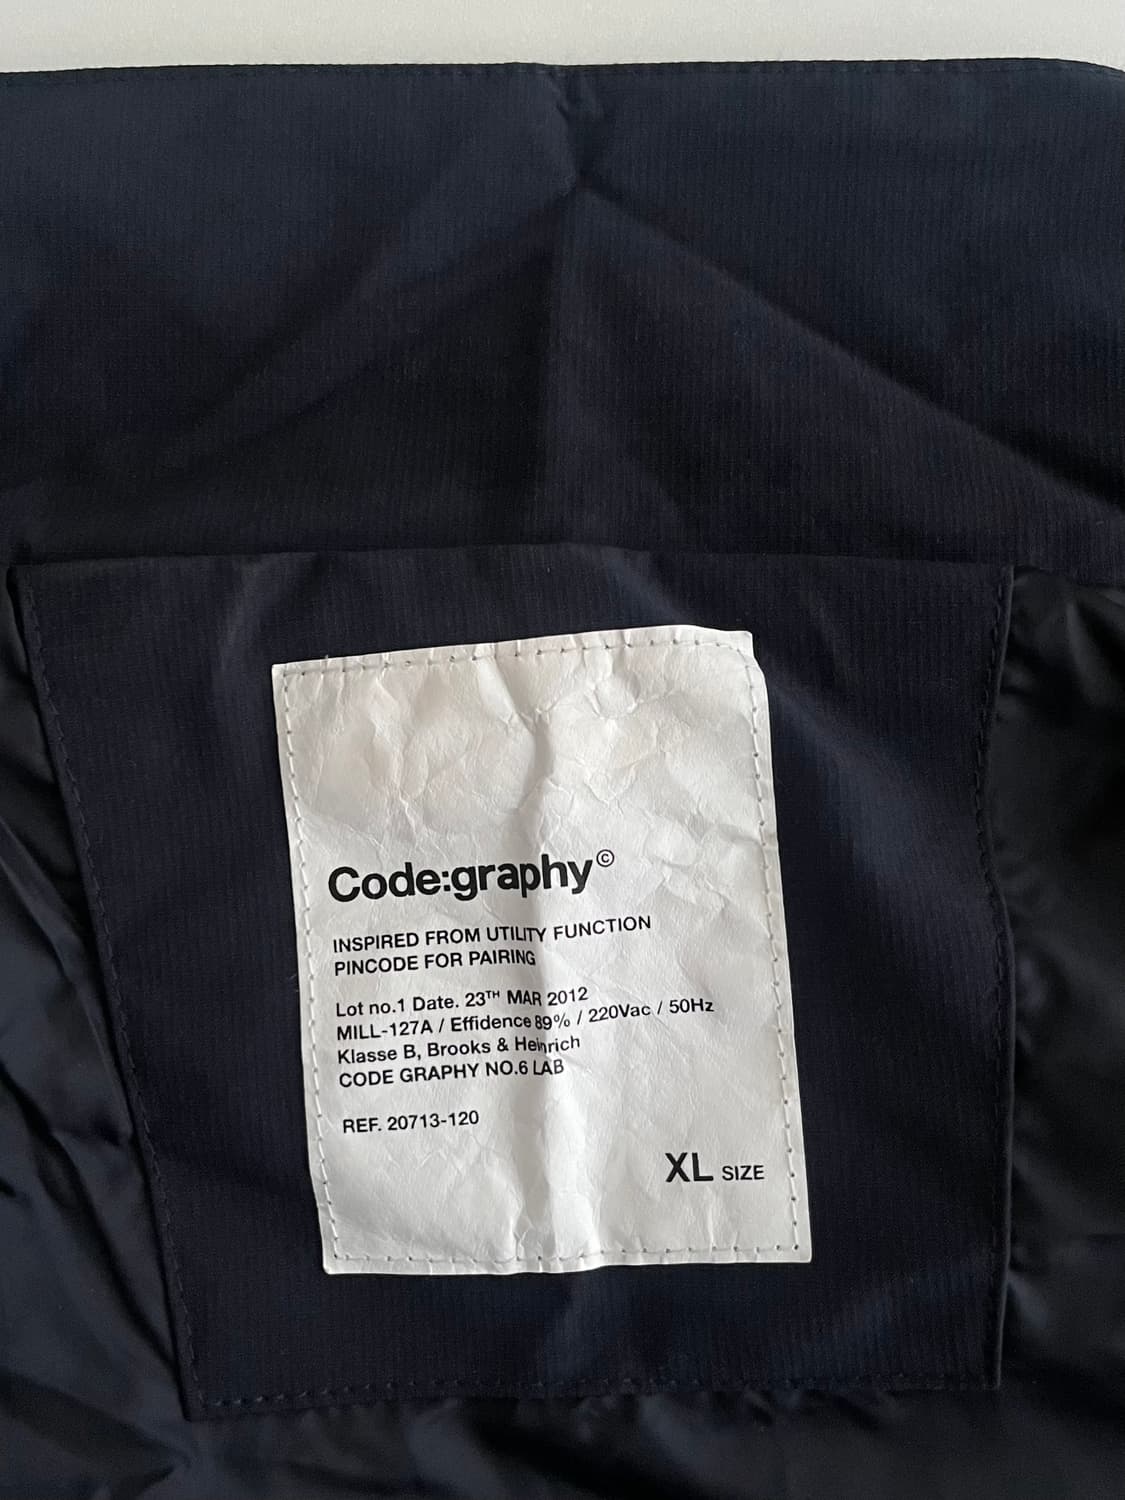 Code:graphy©
INSPIRED FROM UTILITY FUNCTION
PINCODE FOR PAIRING
Lot no.1 Date. 23TH MAR 2012
MILL-127A / Effidence 89% / 220Vac / 50Hz
Klasse B, Brooks & Heinrich
CODE GRAPHY NO.6 LAB
REF. 20713-120
XL SIZE